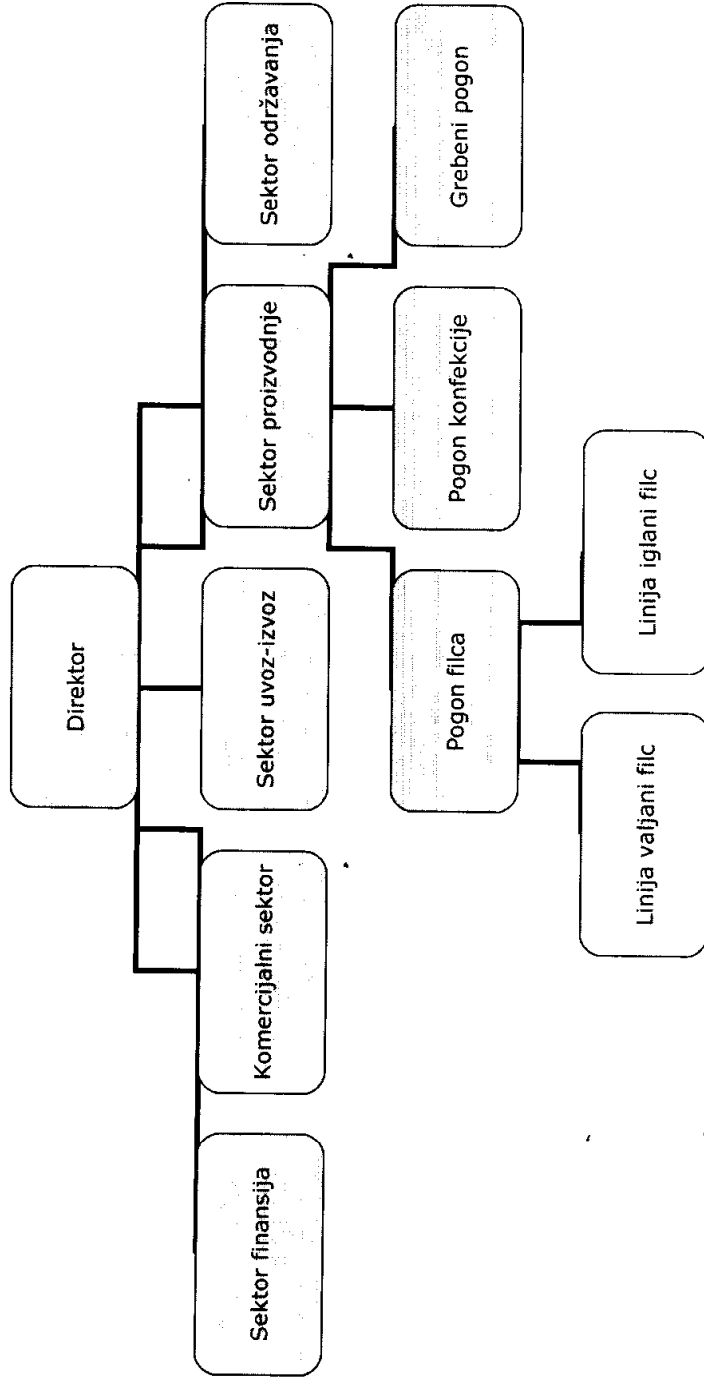 Direktor
Sektor finansija
Komercijalni sektor
Sektor uvoz-izvoz
Sektor proizvodnje
Sektor održavanja
Pogon filca
Pogon konfekcije
Grebeni pogon
Linija valjani filc
Linija iglani filc